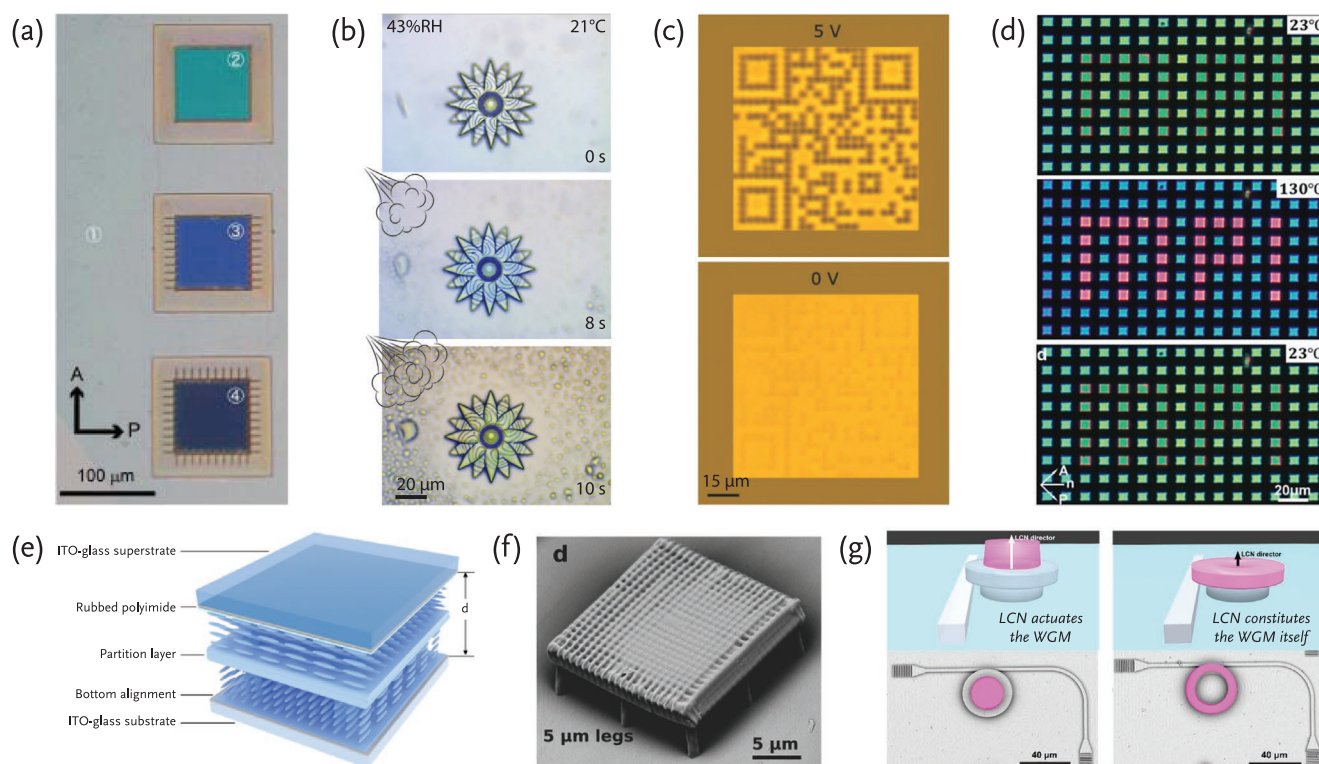 (a)
②
①
③
④
A
P
100 μm
(b)
43%RH
21°C
0 s
8 s
20 μm
10 s
(c)
5 V
0 V
15 μm
(d)
23℃
130℃
d
23℃
A
n
P
20μm
(e)
ITO-glass superstrate
Rubbed polyimide
d
Partition layer
Bottom alignment
ITO-glass substrate
(f)
d
5 μm legs
5 μm
(g)
LCN director
LCN actuates
the WGM
40 μm
LCN director
LCN constitutes
the WGM itself
40 μm